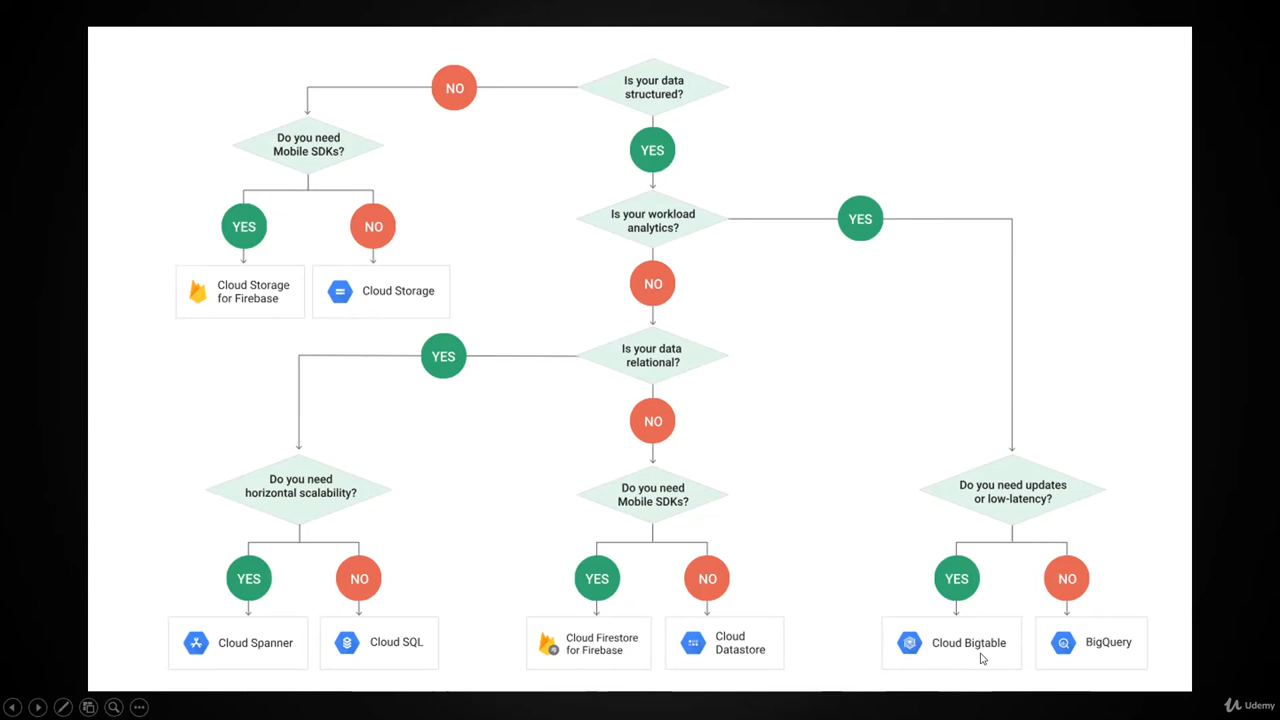 Is your data
structured?
NO
Do you need
Mobile SDKs?
YES
Is your workload
analytics?
YES
YES
NO
Cloud Storage
for Firebase
Cloud Storage
NO
Is your data
relational?
YES
NO
Do you need
horizontal scalability?
Do you need
Mobile SDKs?
Do you need updates
or low-latency?
YES
NO
YES
NO
YES
NO
Cloud Spanner
Cloud SQL
Cloud Firestore
for Firebase
Cloud
Datastore
Cloud Bigtable
BigQuery
Udemy